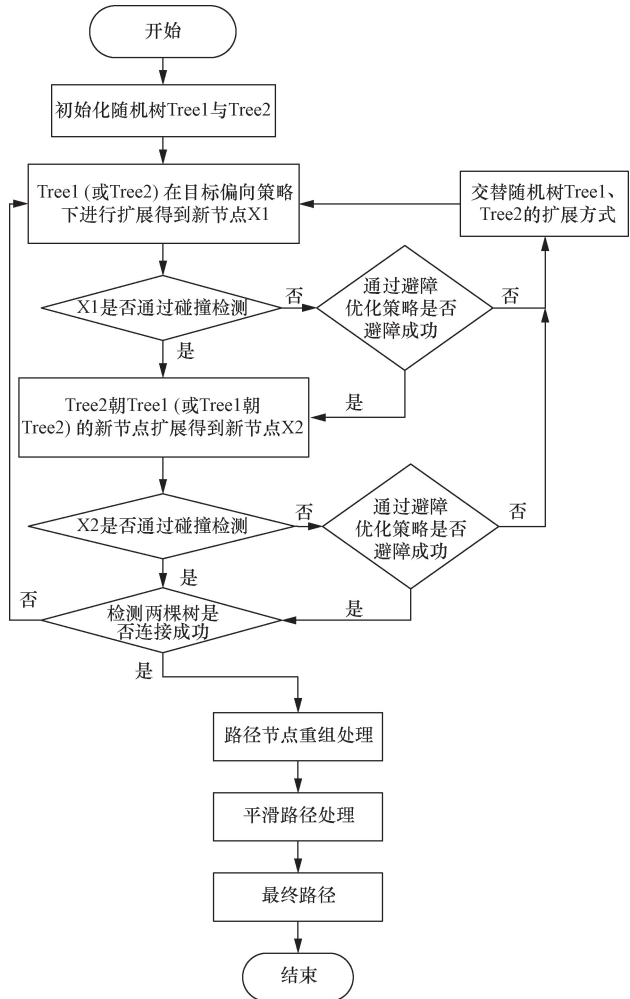 开始
初始化随机树Tree1与Tree2
Tree1 (或Tree2) 在目标偏向策略
下进行扩展得到新节点X1
交替随机树Tree1、
Tree2的扩展方式
X1是否通过碰撞检测
否
通过避障
优化策略是否
避障成功
否
是
是
Tree2朝Tree1 (或Tree1朝
Tree2) 的新节点扩展得到新节点X2
X2是否通过碰撞检测
否
通过避障
优化策略是否
避障成功
否
是
否
是
检测两棵树是
否连接成功
是
路径节点重组处理
平滑路径处理
最终路径
结束